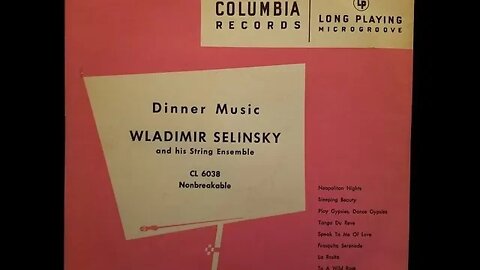 COLUMBIA
RECORDS
LP
LONG PLAYING
MICROGROOVE
Dinner Music
WLADIMIR SELINSKY
and his String Ensemble
CL 6038
Nonbreakable
Neapolitan Nights
Sleeping Beauty
Play Gypsies, Dance Gypsies
Tango Du Reve
Speak To Me Of Love
Frasquita Serenade
La Rosita
To A Wild Rose